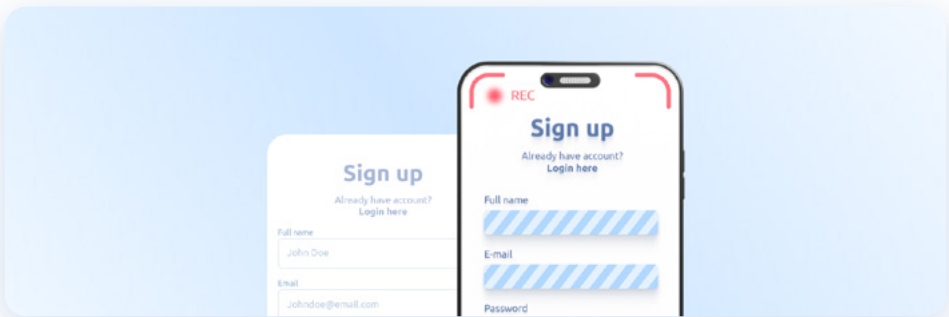 Sign up
Already have account?
Login here
Full name
John Doe
Email
Johndoe@email.com
REC
Sign up
Already have account?
Login here
Full name
E-mail
Password